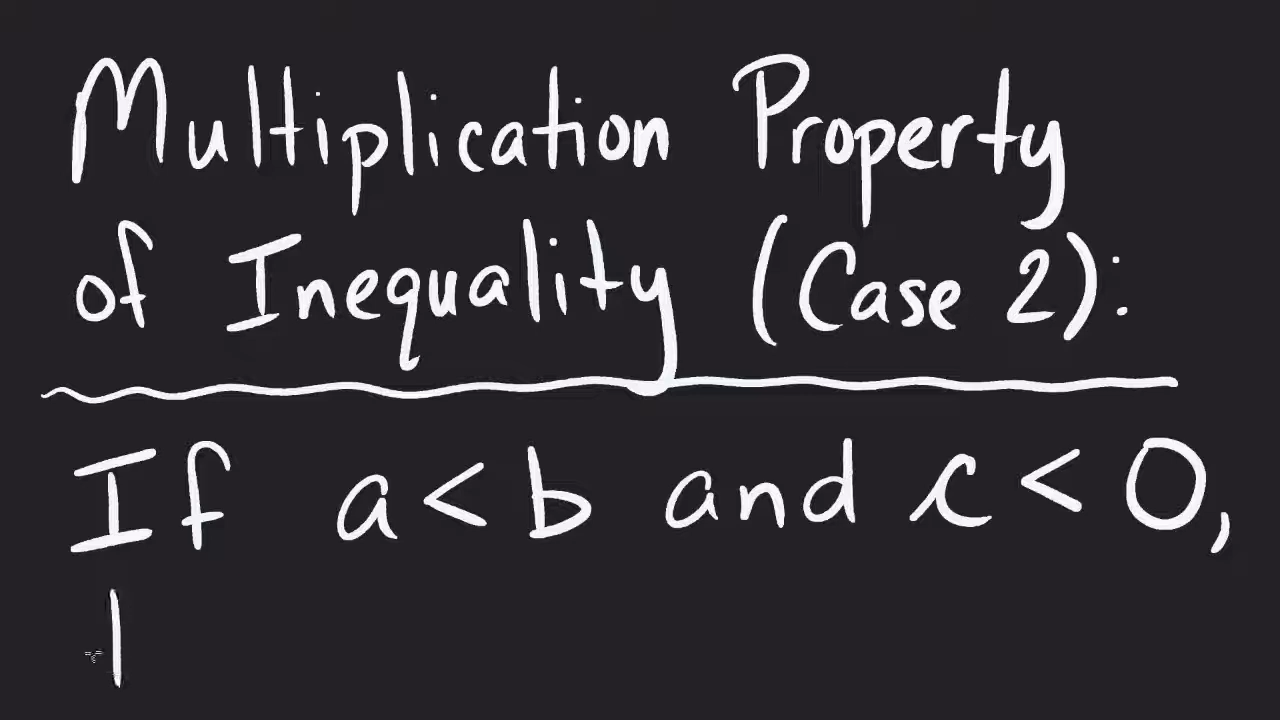 Multiplication Property
of Inequality (Case 2):
If a < b and c < 0,